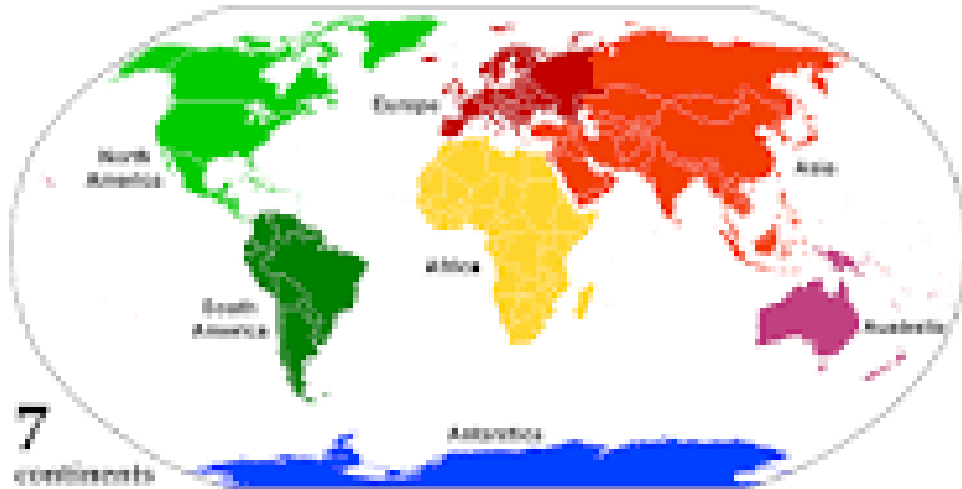 Europe
North
America
Asia
Africa
South
America
Australia
7
continents
Antarctica